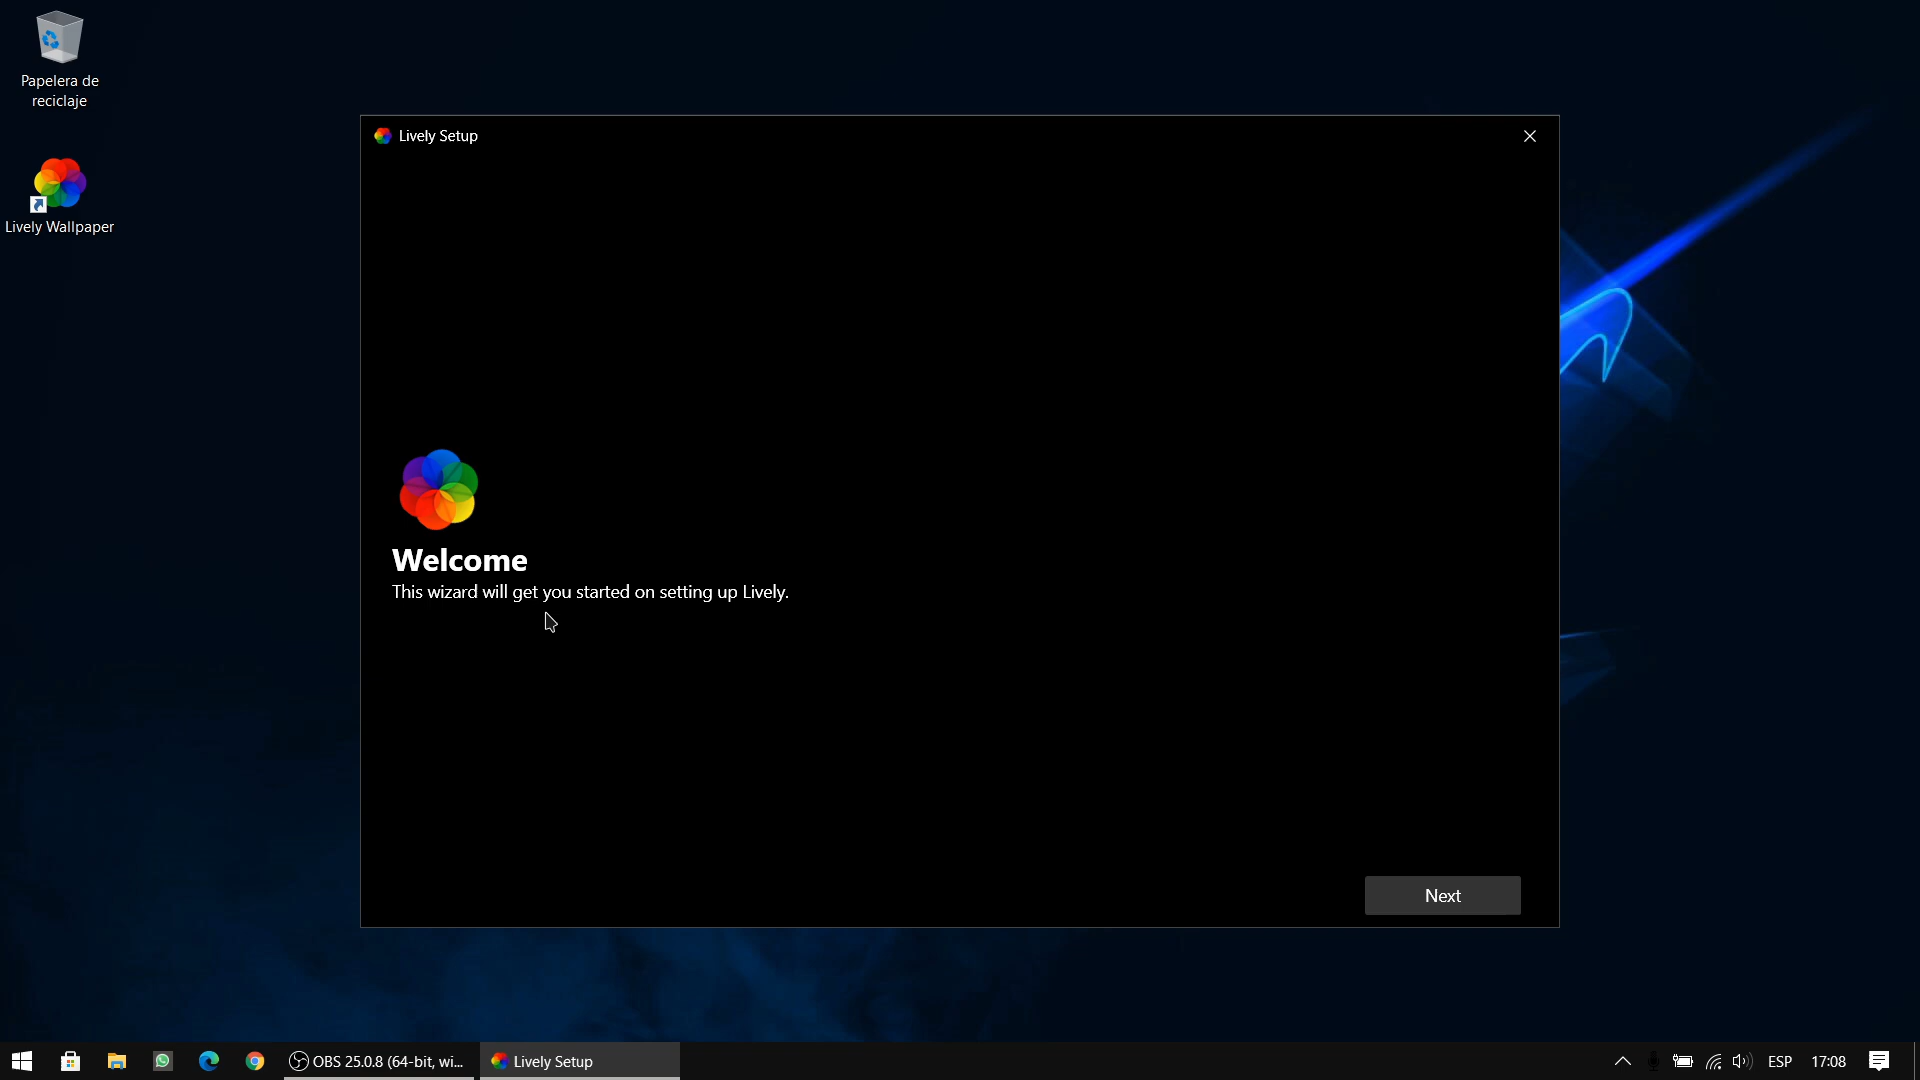 Papelera de
reciclaje
Lively Wallpaper
Lively Setup
Welcome
This wizard will get you started on setting up Lively.
Next
OBS 25.0.8 (64-bit, wi...
Lively Setup
ESP
17:08